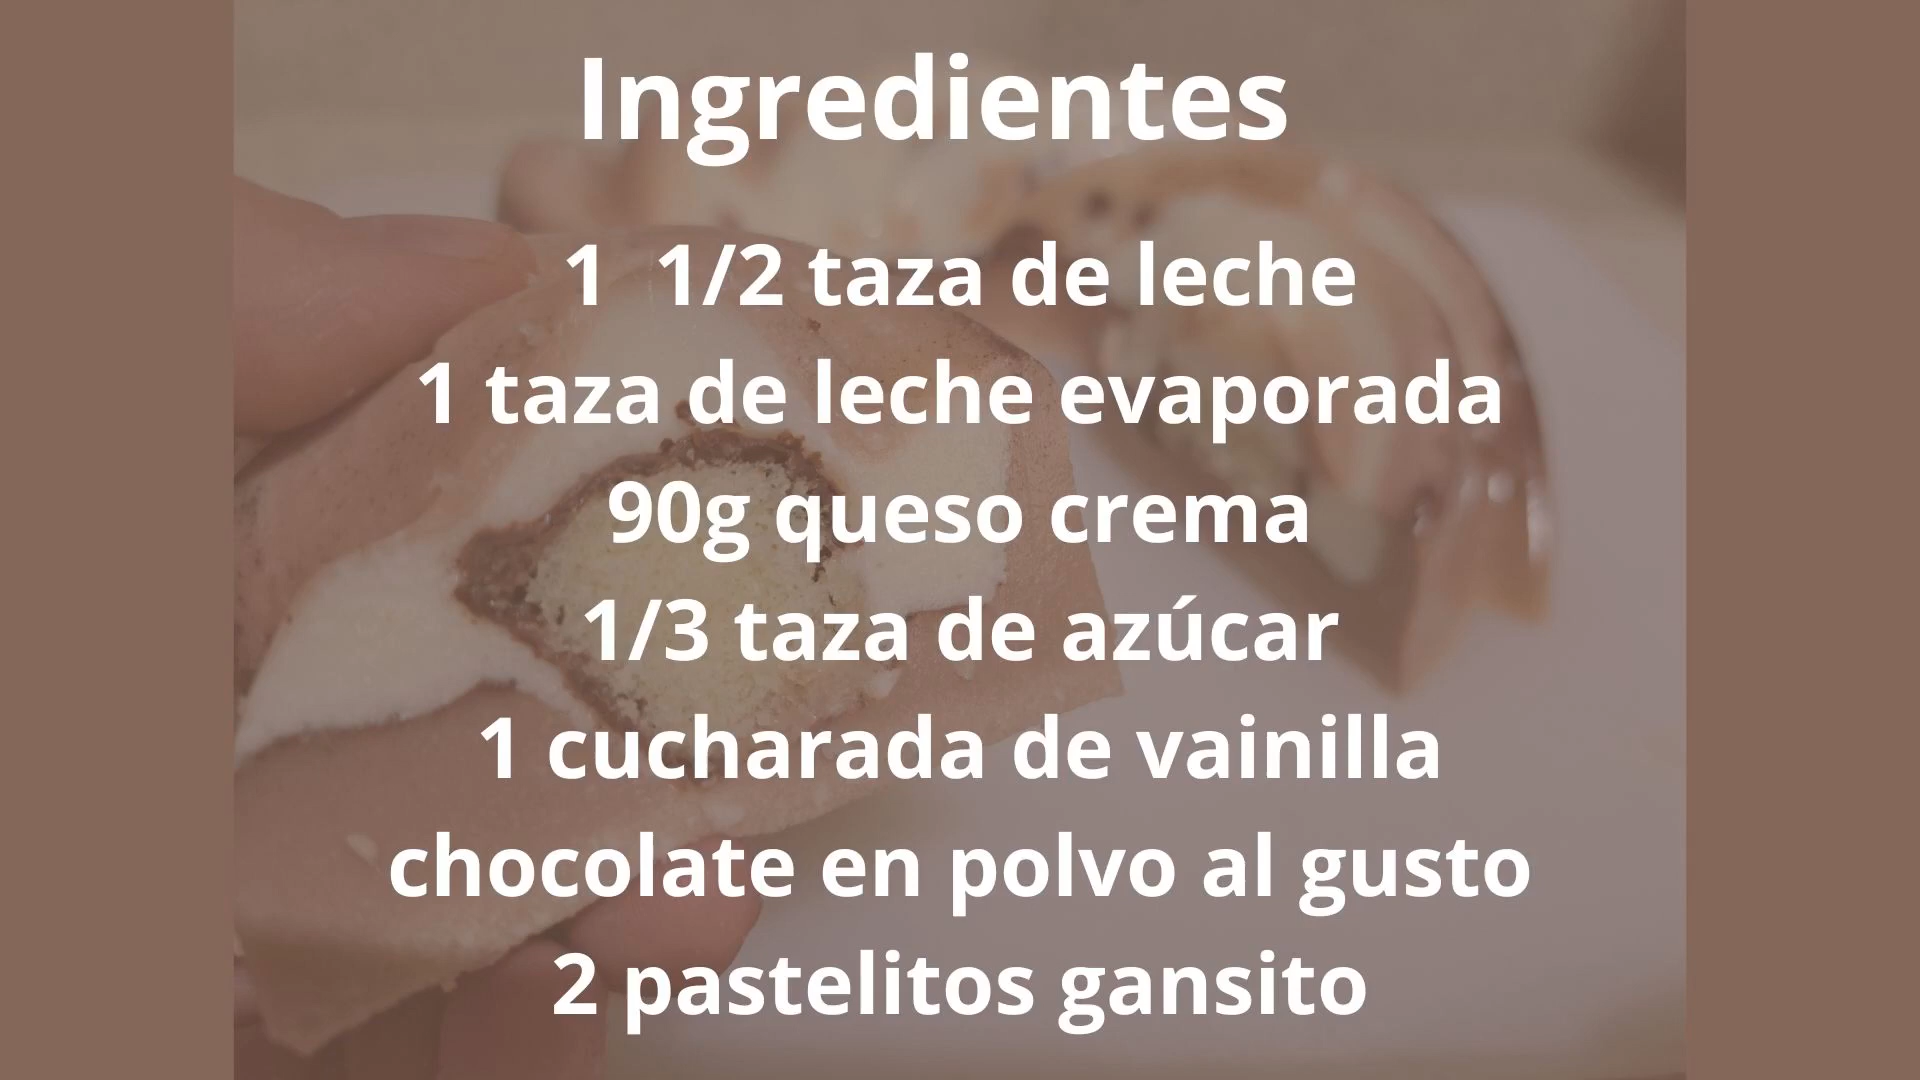 Ingredientes
1 1/2 taza de leche
1 taza de leche evaporada
90g queso crema
1/3 taza de azúcar
1 cucharada de vainilla
chocolate en polvo al gusto
2 pastelitos gansito